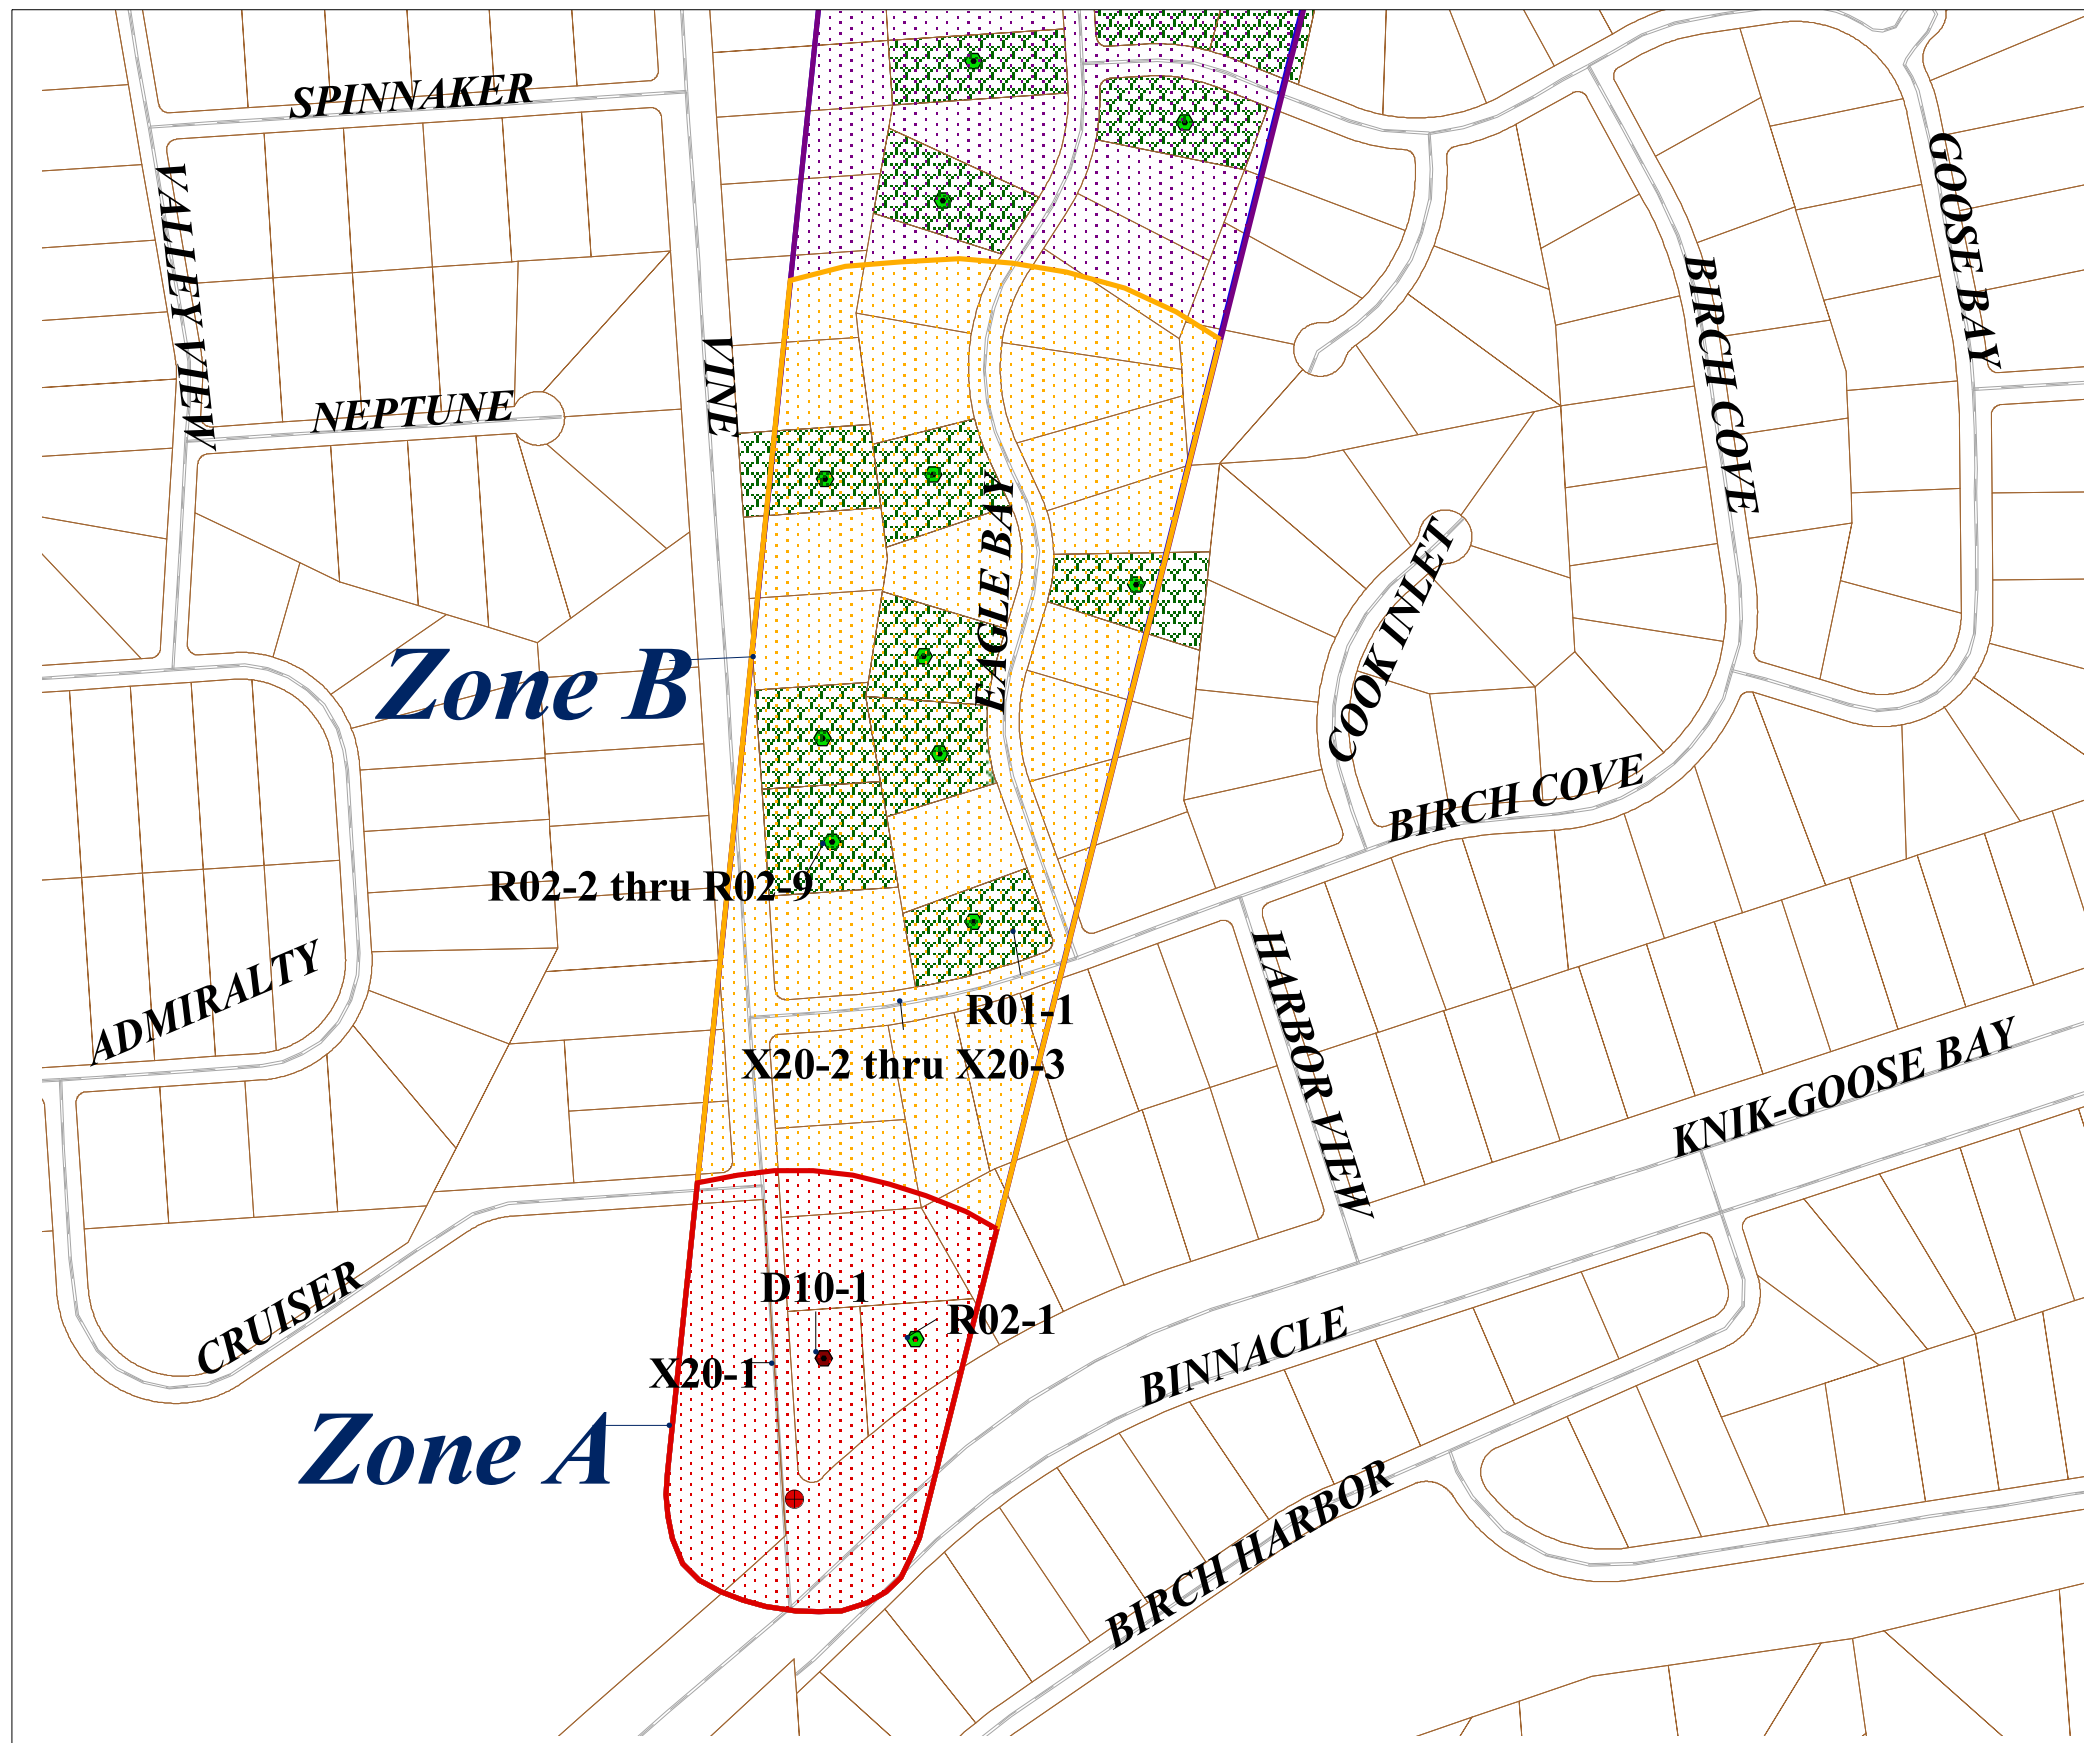 SPINNAKER
VALLEY VIEW
GOOSE BAY
BIRCH COVE
VINE
NEPTUNE
EAGLE BAY
COOK INLET
Zone B
BIRCH COVE
R02-2 thru R02-9
ADMIRALTY
R01-1
HARBOR VIEW
X20-2 thru X20-3
KNIK-GOOSE BAY
CRUISER
D10-1
R02-1
X20-1
BINNACLE
Zone A
BIRCH HARBOR